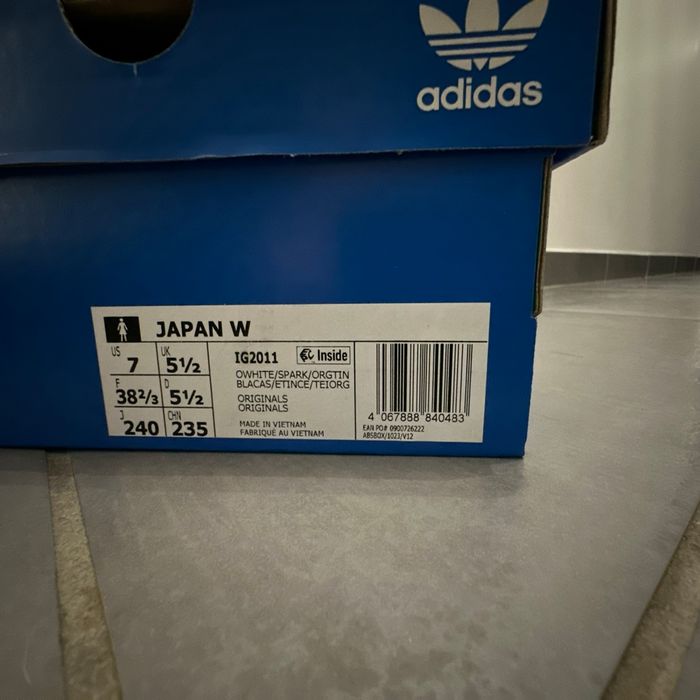 adidas
JAPAN W
US 7 UK 5½
F 38⅔ D 5½
J 240 CHN 235
IG2011 Inside
OWHITE/SPARK/ORGTIN
BLACAS/ETINCE/TEIORG
ORIGINALS
ORIGINALS
MADE IN VIETNAM
FABRIQUÉ AU VIETNAM
4 067888 840483
EAN PO# 0900726222
ABSBOX/1023/V12